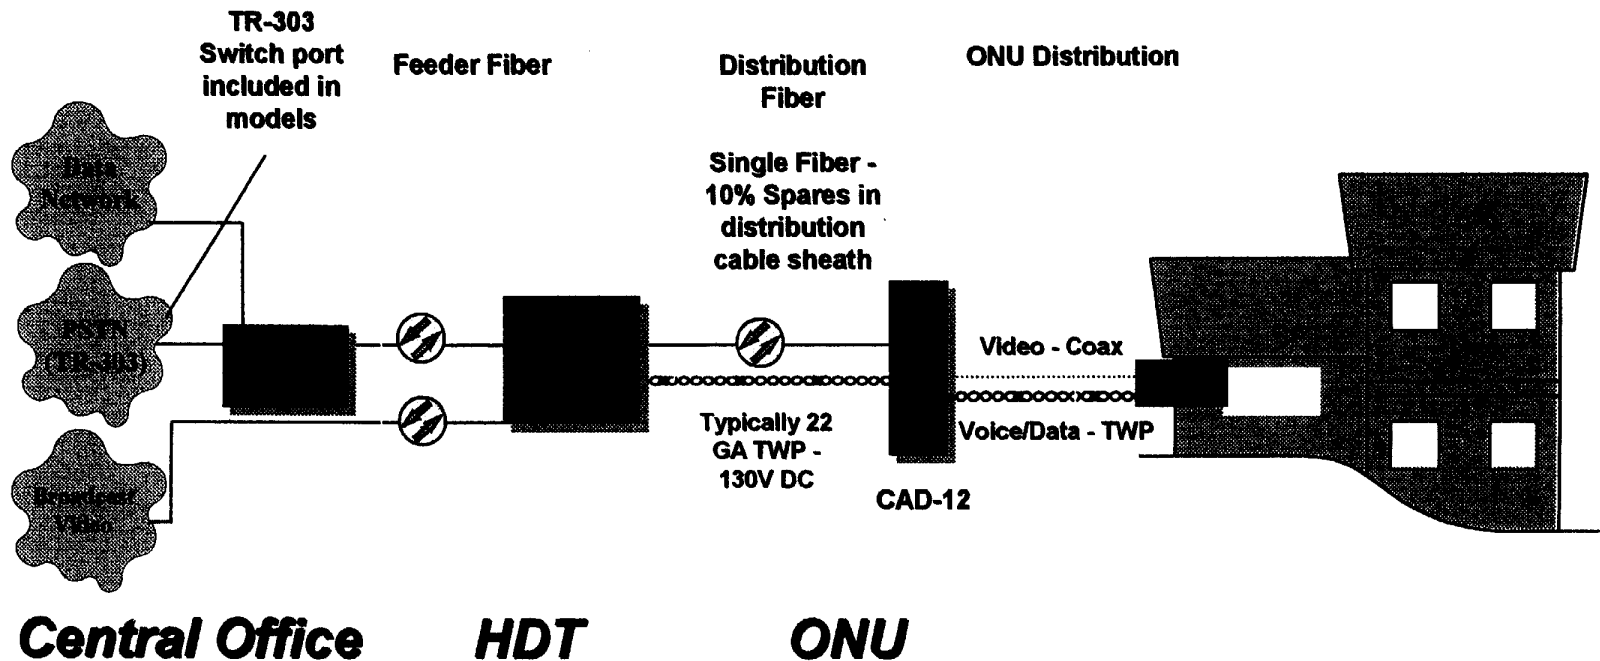 TR-303
Switch port
included in
models
Feeder Fiber
Distribution
Fiber
ONU Distribution
Single Fiber -
10% Spares in
distribution
cable sheath
Data
Network
PSTN
(TR-303)
Broadcast
Video
Video - Coax
Voice/Data - TWP
Typically 22
GA TWP -
130V DC
CAD-12
Central Office
HDT
ONU